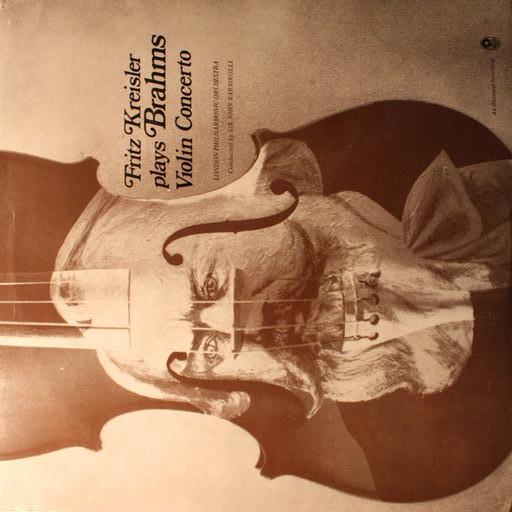 Fritz Kreisler
plays Brahms
Violin Concerto
LONDON PHILHARMONIC ORCHESTRA
Conducted by SIR JOHN BARBIROLLI
An Historical Recording